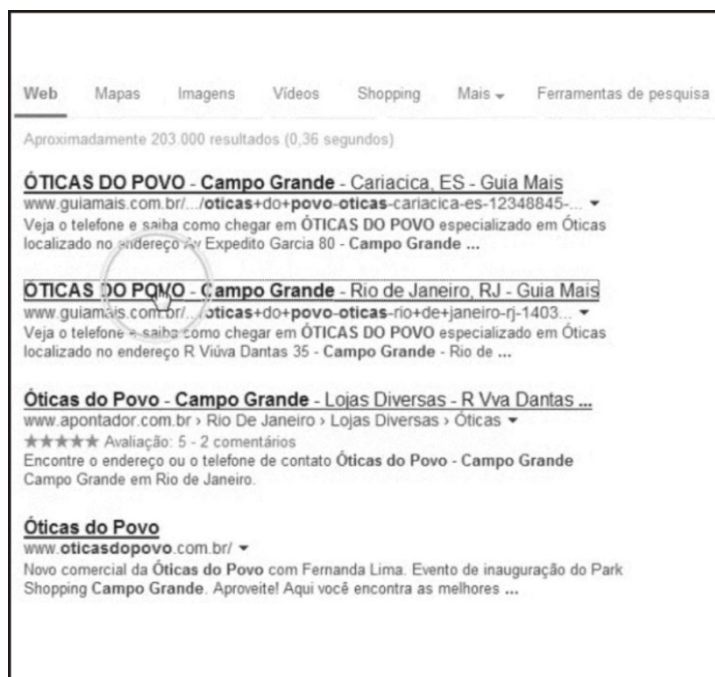 Web Mapas Imagens Vídeos Shopping Mais Ferramentas de pesquisa
Aproximadamente 203.000 resultados (0,36 segundos)
ÓTICAS DO POVO - Campo Grande - Cariacica, ES - Guia Mais
www.guiamais.com.br/.../oticas+do+povo-oticas-cariacica-es-12348845-...
Veja o telefone e saiba como chegar em ÓTICAS DO POVO especializado em Óticas
localizado no endereço Av Expedito Garcia 80 - Campo Grande ...
ÓTICAS DO POVO - Campo Grande - Rio de Janeiro, RJ - Guia Mais
www.guiamais.com.br/.../oticas+do+povo-oticas-rio+de+janeiro-rj-1403...
Veja o telefone e saiba como chegar em ÓTICAS DO POVO especializado em Óticas
localizado no endereço R Viúva Dantas 35 - Campo Grande - Rio de ...
Óticas do Povo - Campo Grande - Lojas Diversas - R Vva Dantas ...
www.apontador.com.br › Rio De Janeiro › Lojas Diversas › Óticas
★★★★★ Avaliação: 5 - 2 comentários
Encontre o endereço ou o telefone de contato Óticas do Povo - Campo Grande
Campo Grande em Rio de Janeiro.
Óticas do Povo
www.oticasdopovo.com.br/
Novo comercial da Óticas do Povo com Fernanda Lima. Evento de inauguração do Park
Shopping Campo Grande. Aproveite! Aqui você encontra as melhores ...